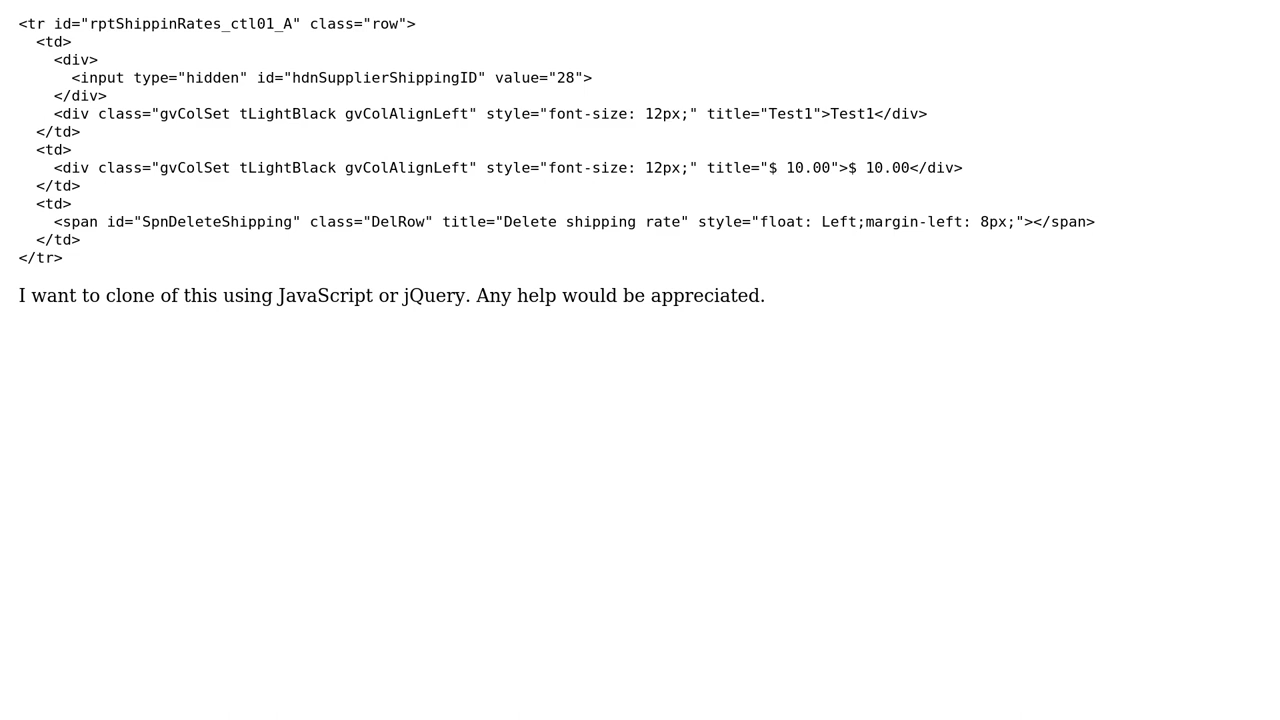 <tr id="rptShippinRates_ctl01_A" class="row">
  <td>
    <div>
      <input type="hidden" id="hdnSupplierShippingID" value="28">
    </div>
    <div class="gvColSet tLightBlack gvColAlignLeft" style="font-size: 12px;" title="Test1">Test1</div>
  </td>
  <td>
    <div class="gvColSet tLightBlack gvColAlignLeft" style="font-size: 12px;" title="$ 10.00">$ 10.00</div>
  </td>
  <td>
    <span id="SpnDeleteShipping" class="DelRow" title="Delete shipping rate" style="float: Left;margin-left: 8px;"></span>
  </td>
</tr>
I want to clone of this using JavaScript or jQuery. Any help would be appreciated.